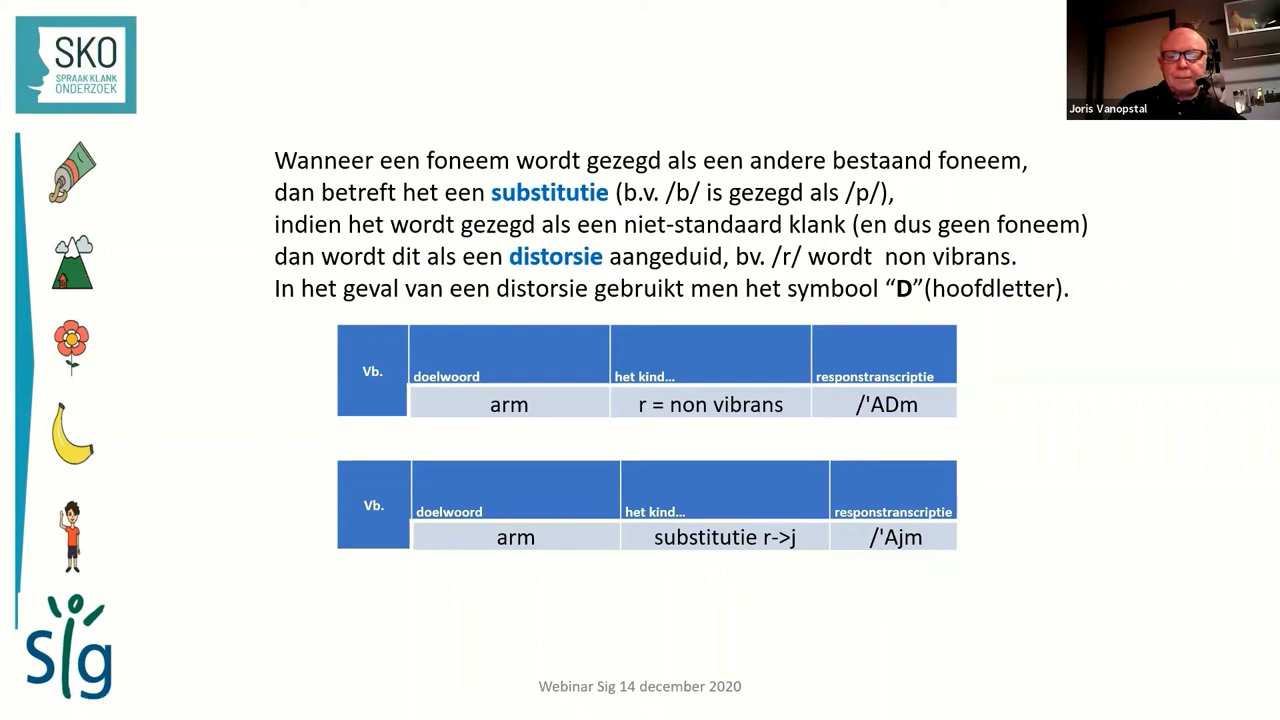 SKO
SPRAAK KLANK
ONDERZOEK
Joris Vanopstal
Wanneer een foneem wordt gezegd als een andere bestaand foneem,
dan betreft het een substitutie (b.v. /b/ is gezegd als /p/),
indien het wordt gezegd als een niet-standaard klank (en dus geen foneem)
dan wordt dit als een distorsie aangeduid, bv. /r/ wordt non vibrans.
In het geval van een distorsie gebruikt men het symbool “D”(hoofdletter).
Vb. doelwoord het kind... responstranscriptie
arm r = non vibrans /'ADm
Vb. doelwoord het kind... responstranscriptie
arm substitutie r->j /'Ajm
sig
Webinar Sig 14 december 2020